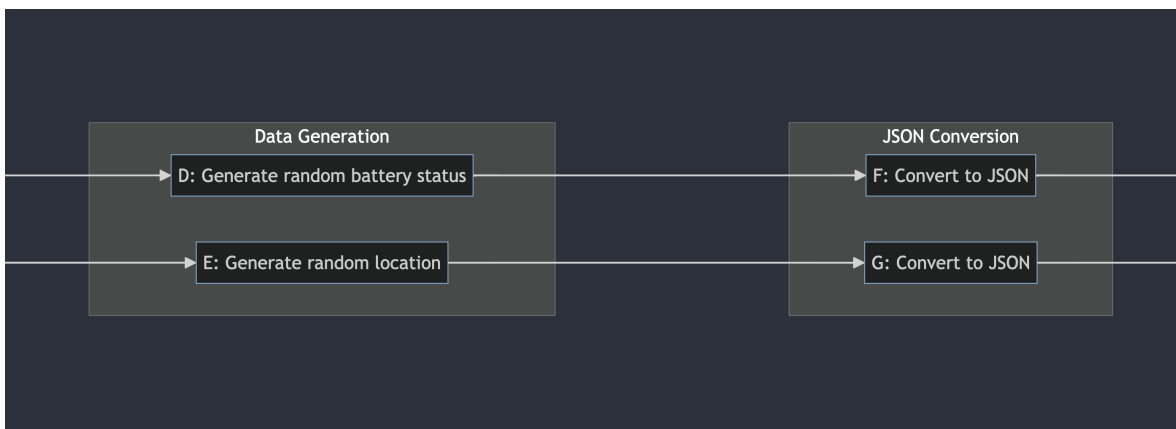 Data Generation
D: Generate random battery status
E: Generate random location
JSON Conversion
F: Convert to JSON
G: Convert to JSON